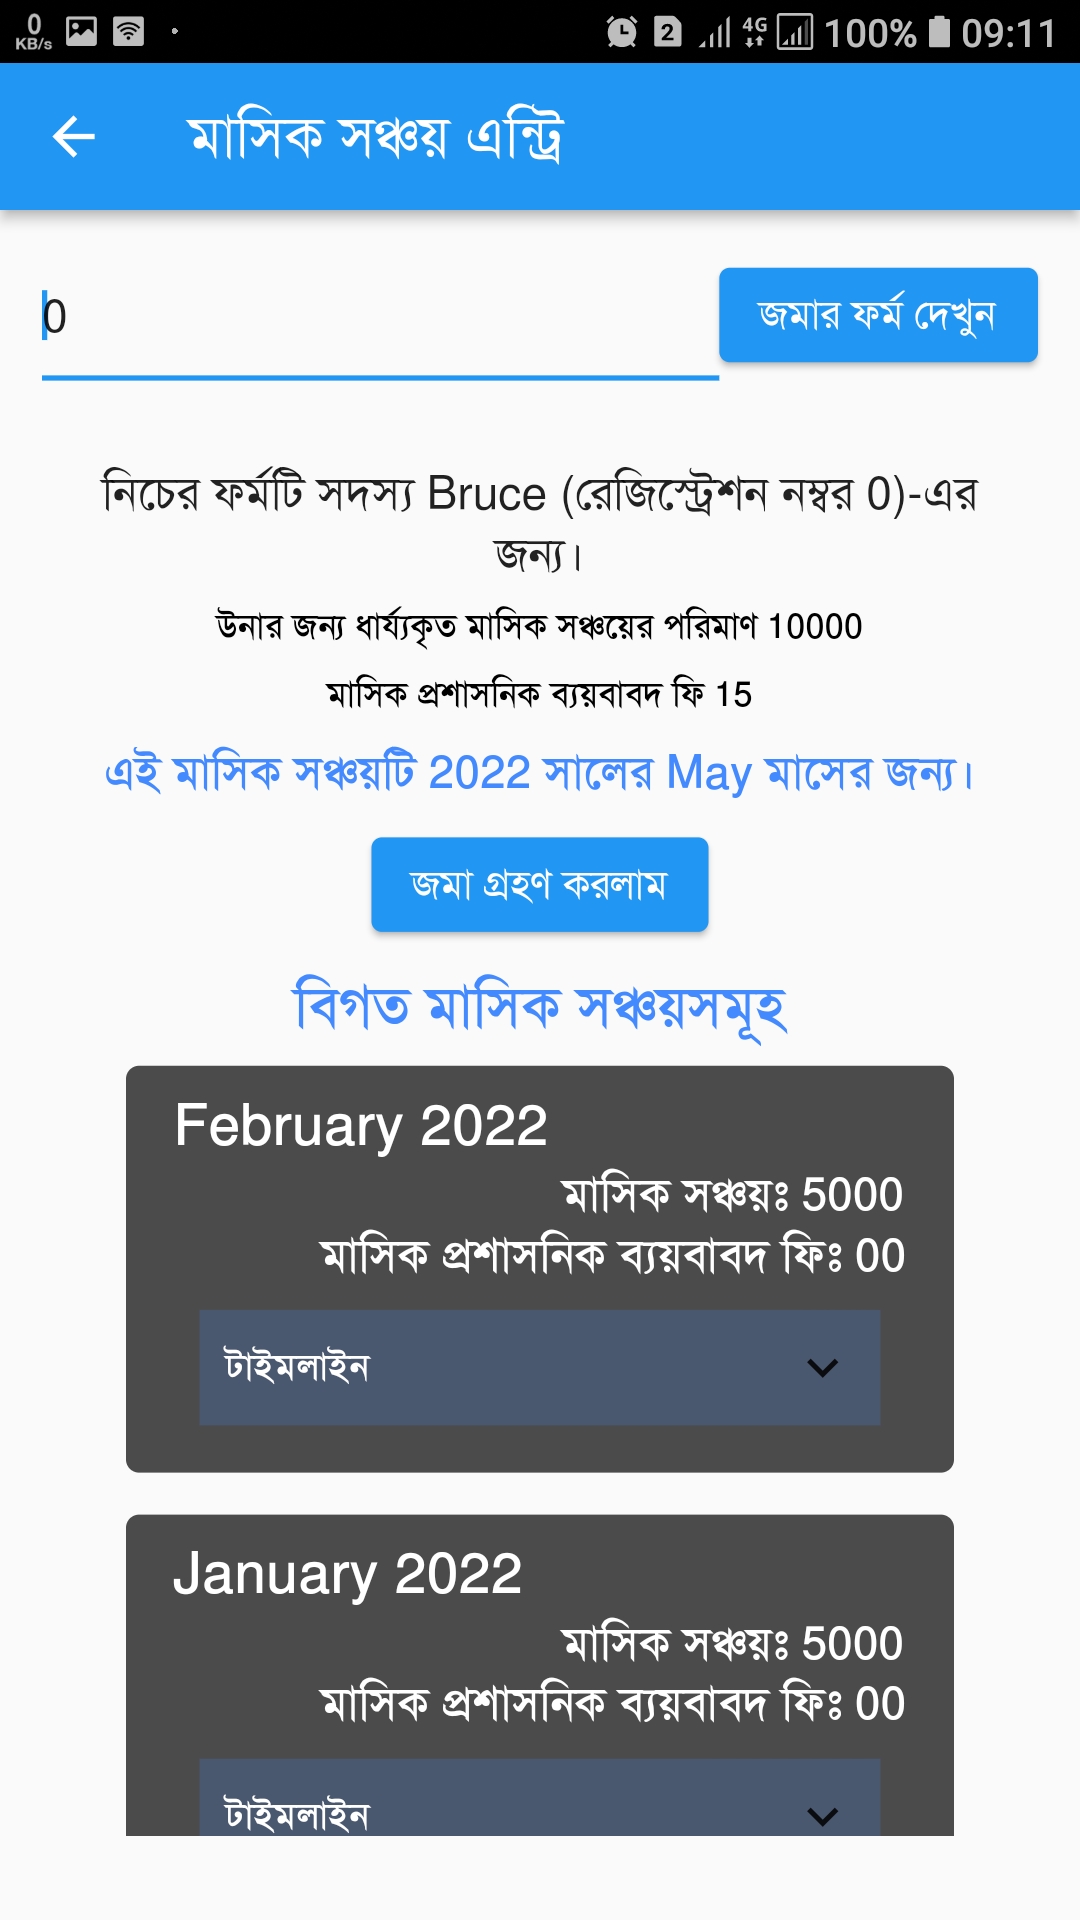 0
KB/s
2
4G
100%
09:11
মাসিক সঞ্চয় এন্ট্রি
0
জমার ফর্ম দেখুন
নিচের ফর্মটি সদস্য Bruce (রেজিস্ট্রেশন নম্বর 0)-এর
জন্য।
উনার জন্য ধার্য্যকৃত মাসিক সঞ্চয়ের পরিমাণ 10000
মাসিক প্রশাসনিক ব্যয়বাবদ ফি 15
এই মাসিক সঞ্চয়টি 2022 সালের May মাসের জন্য।
জমা গ্রহণ করলাম
বিগত মাসিক সঞ্চয়সমূহ
February 2022
মাসিক সঞ্চয়ঃ 5000
মাসিক প্রশাসনিক ব্যয়বাবদ ফিঃ 00
টাইমলাইন
January 2022
মাসিক সঞ্চয়ঃ 5000
মাসিক প্রশাসনিক ব্যয়বাবদ ফিঃ 00
টাইমলাইন